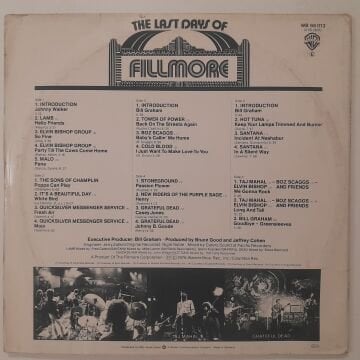 THE LAST DAYS OF
FILLMORE
WB 66 013
Side 1
1. INTRODUCTION
Johnny Walker
2. LAMB
Hello Friends
3. ELVIN BISHOP GROUP
So Fine
4. ELVIN BISHOP GROUP
Party Till The Cows Come Home
5. MALO
Pana
1. INTRODUCTION
Bill Graham
2. TOWER OF POWER
Back On The Streets Again
3. BOZ SCAGGS
Baby's Callin' Me Home
4. COLD BLOOD
I Just Want To Make Love To You
1. INTRODUCTION
Bill Graham
2. HOT TUNA
Keep Your Lamps Trimmed And Burnin'
3. SANTANA
Incident At Neshabur
4. SANTANA
In A Silent Way
1. THE SONS OF CHAMPLIN
Poppa Can Play
2. IT'S A BEAUTIFUL DAY
White Bird
3. QUICKSILVER MESSENGER SERVICE
Fresh Air
4. QUICKSILVER MESSENGER SERVICE
Mojo
1. STONEGROUND
Passion Flower
2. NEW RIDERS OF THE PURPLE SAGE
Henry
3. GRATEFUL DEAD
Casey Jones
4. GRATEFUL DEAD
Johnny B. Goode
1. TAJ MAHAL BOZ SCAGGS
ELVIN BISHOP AND FRIENDS
We Gonna Rock
2. TAJ MAHAL BOZ SCAGGS
ELVIN BISHOP AND FRIENDS
Long And Tall
3. BILL GRAHAM
Goodbye - Greensleeves
Executive Producer: Bill Graham - Produced by Bruce Good and Jeffrey Cohen
TAJ MAHAL
GRATEFUL DEAD